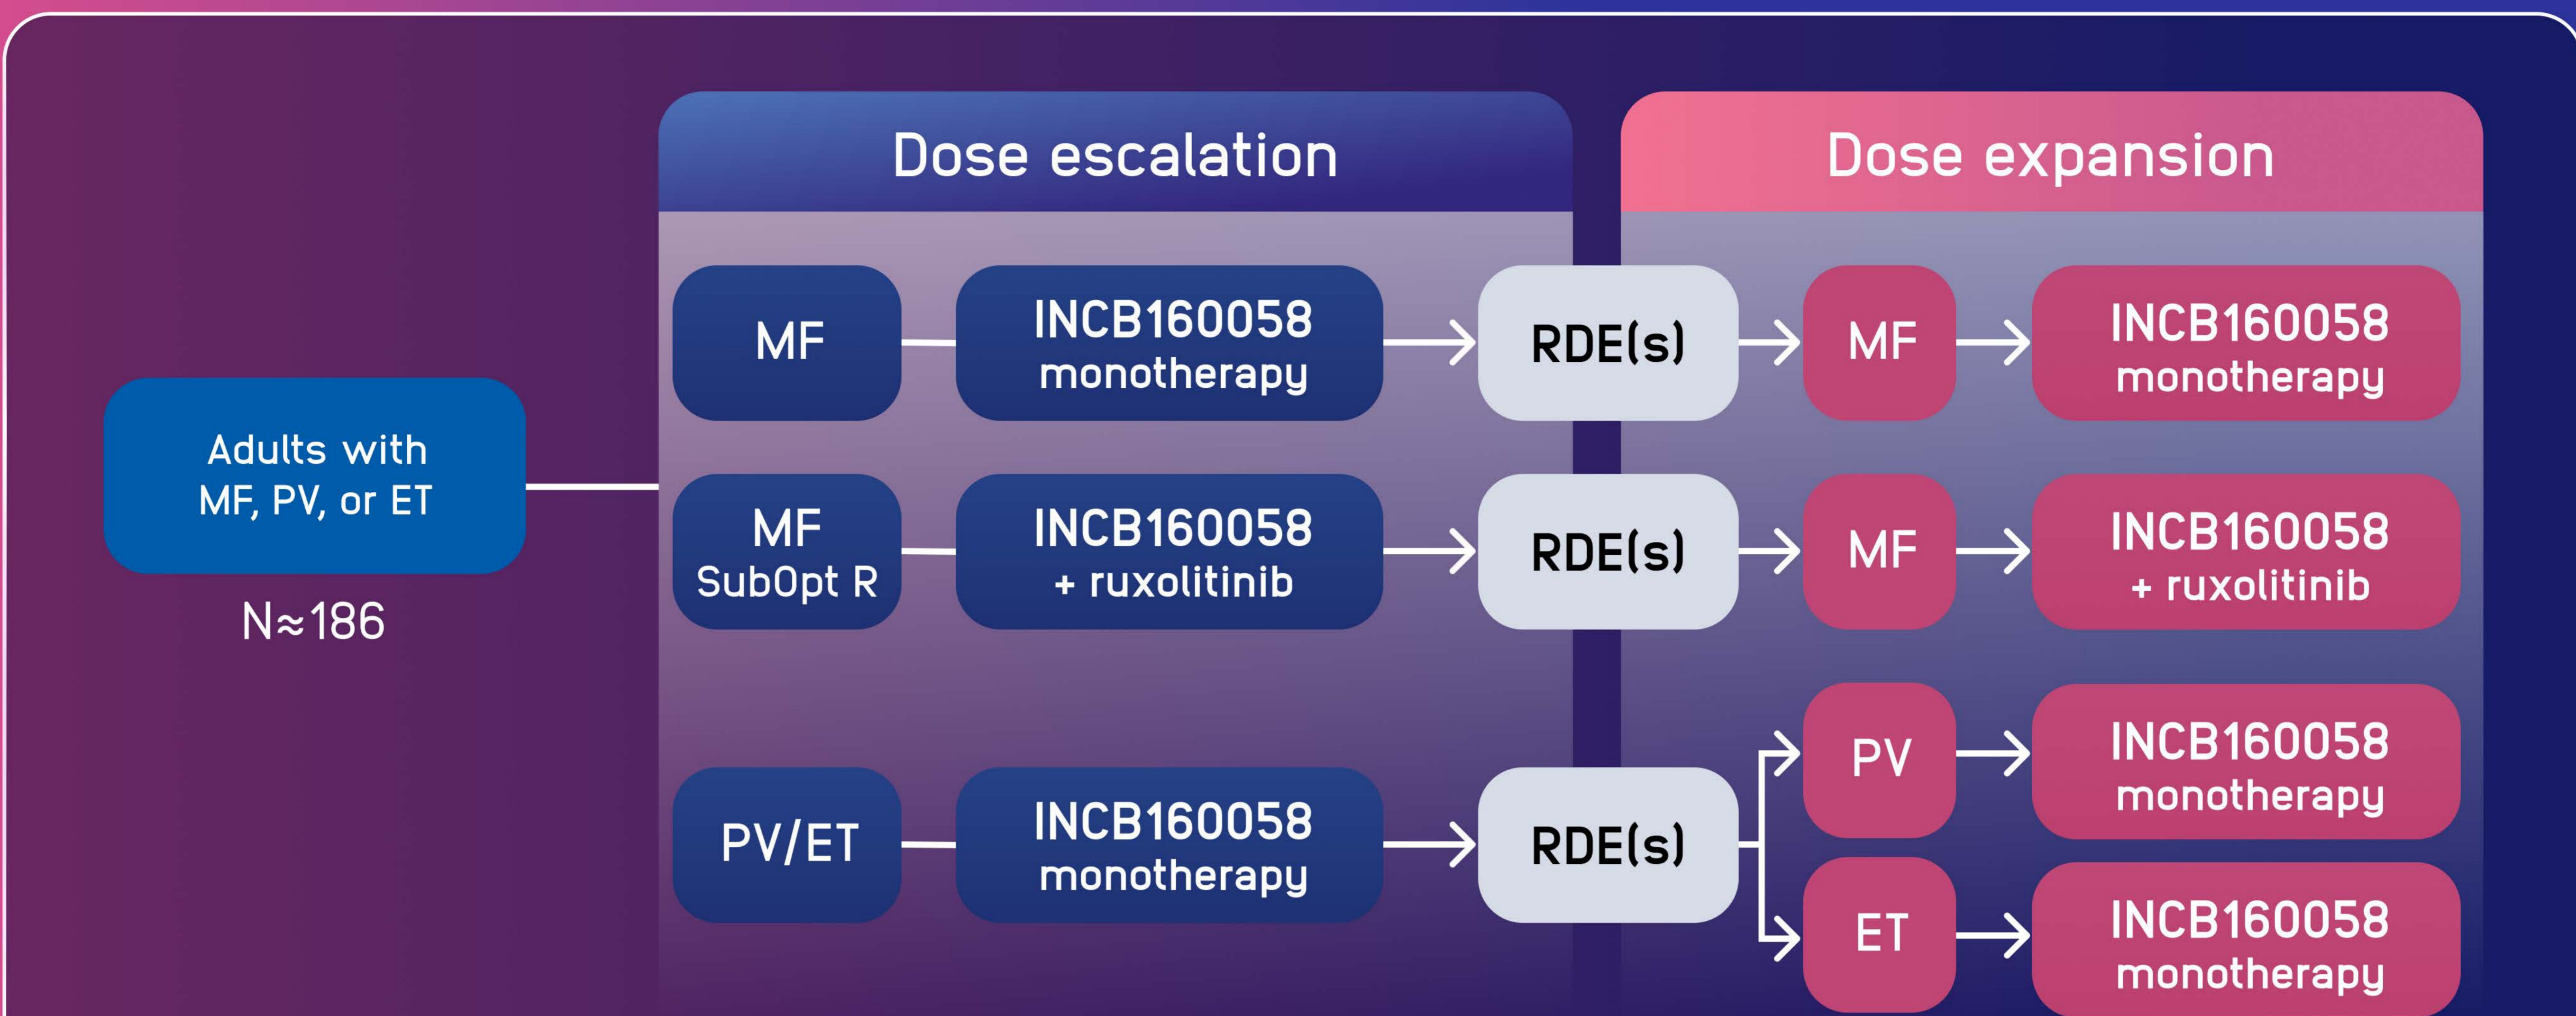 Dose escalation
Dose expansion
Adults with
MF, PV, or ET
N≈186
MF
INCB160058
monotherapy
RDE(s)
MF
INCB160058
monotherapy
MF
SubOpt R
INCB160058
+ ruxolitinib
RDE(s)
MF
INCB160058
+ ruxolitinib
PV/ET
INCB160058
monotherapy
RDE(s)
PV
INCB160058
monotherapy
ET
INCB160058
monotherapy